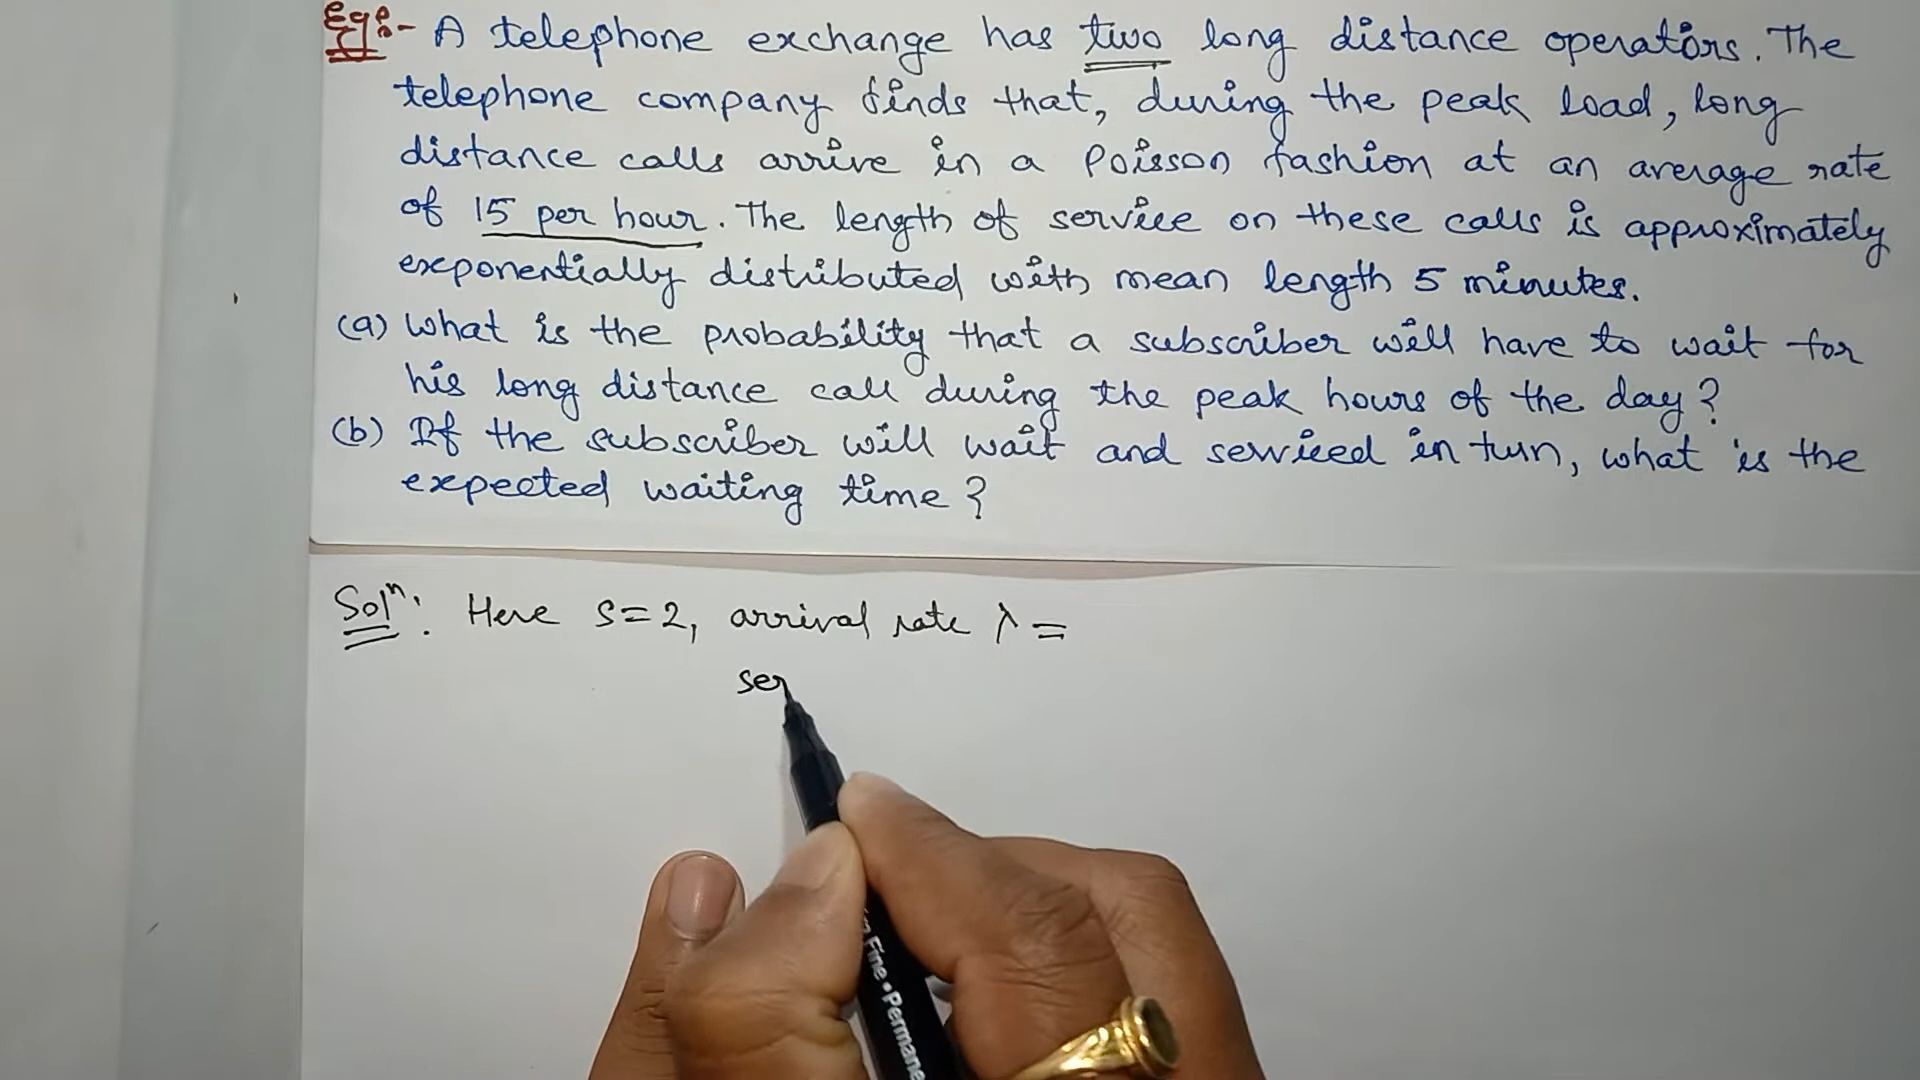 Eg:- A telephone exchange has two long distance operators. The
telephone company finds that, during the peak load, long
distance calls arrive in a Poisson fashion at an average rate
of 15 per hour. The length of service on these calls is approximately
exponentially distributed with mean length 5 minutes.
(a) What is the probability that a subscriber will have to wait for
his long distance call during the peak hours of the day?
(b) If the subscriber will wait and serviced in turn, what is the
expected waiting time?
Solⁿ: Here S=2, arrival rate λ =
ser
Fine • Permane